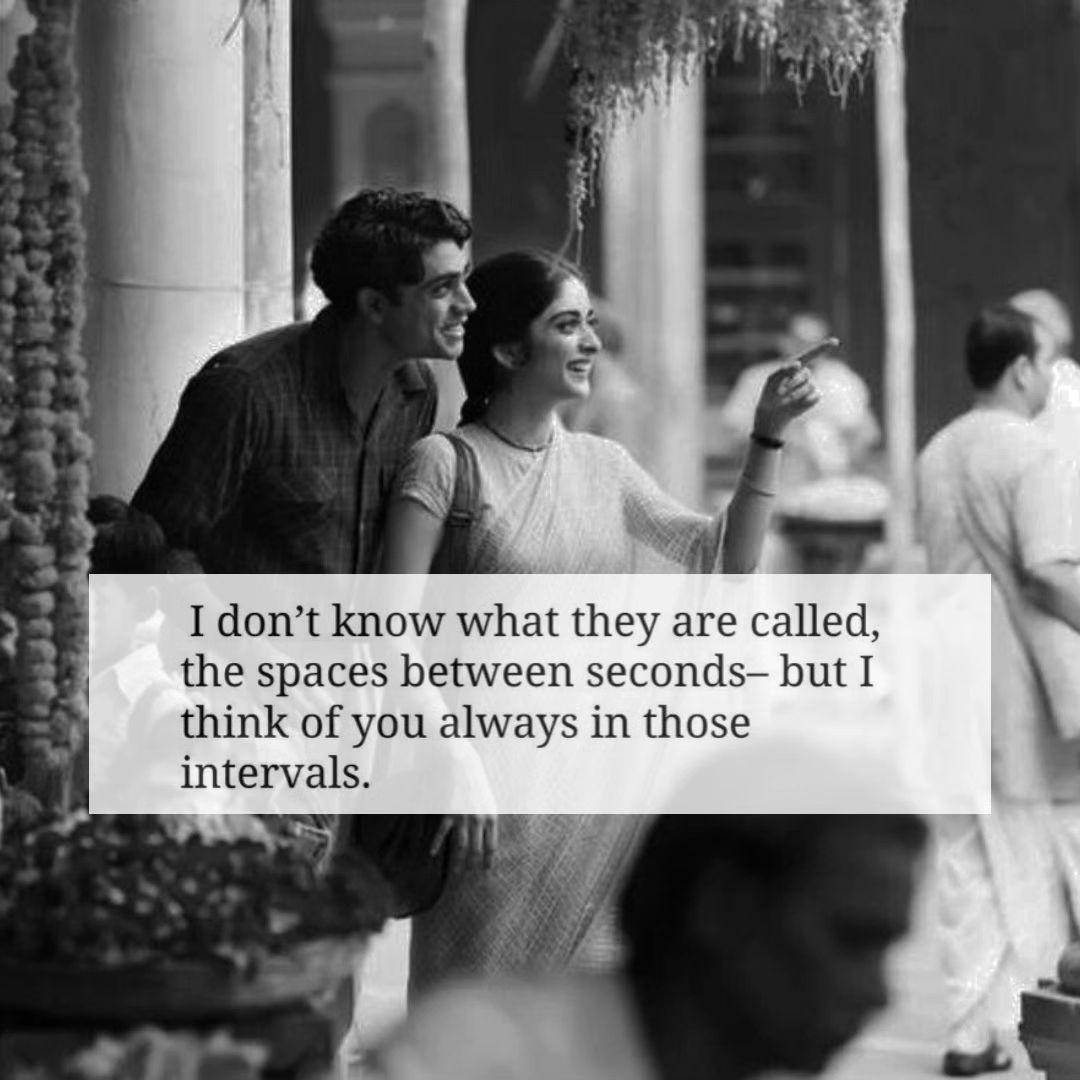 I don’t know what they are called,
the spaces between seconds– but I
think of you always in those
intervals.